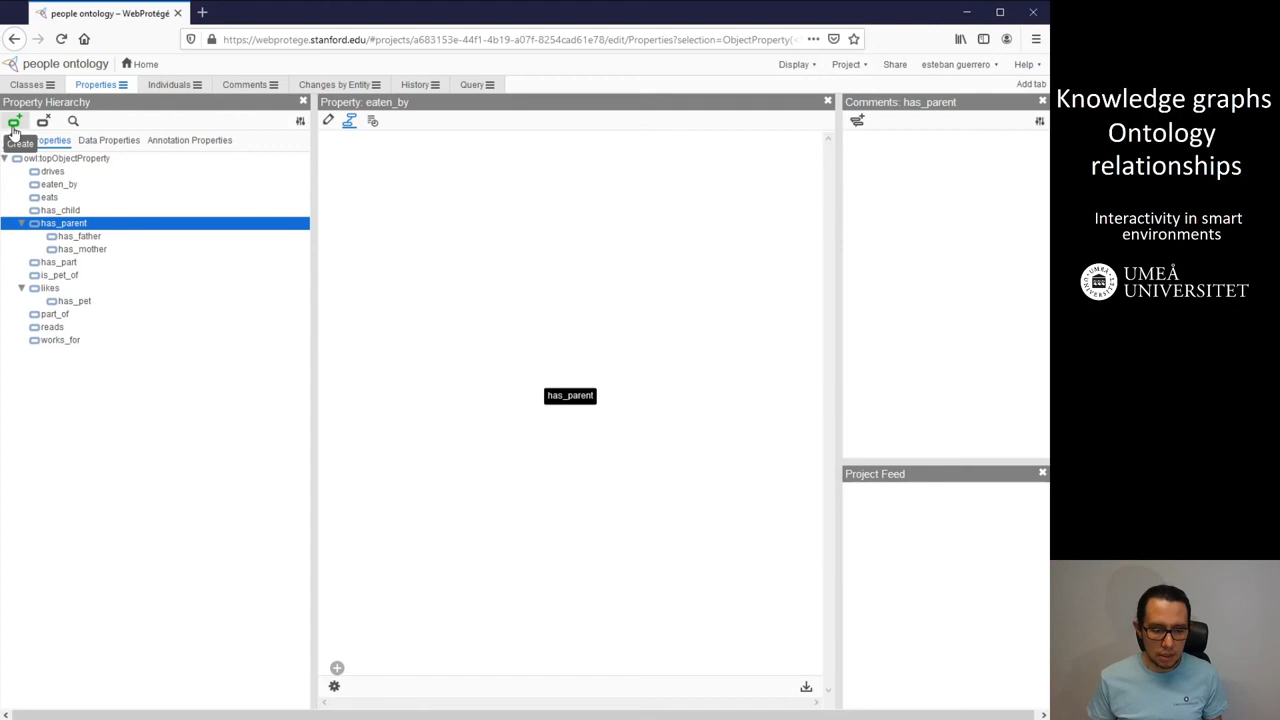 people ontology – WebProtégé
https://webprotege.stanford.edu/#projects/a683153e-44f1-4b19-a07f-8254cad61e78/edit/Properties?selection=ObjectProperty(<
people ontology Home Display Project Share esteban guerrero Help
Classes Properties Individuals Comments Changes by Entity History Query Add tab
Property Hierarchy
Create
Properties Data Properties Annotation Properties
owl:topObjectProperty
drives
eaten_by
eats
has_child
has_parent
has_father
has_mother
has_part
is_pet_of
likes
has_pet
part_of
reads
works_for
Property: eaten_by
has_parent
Comments: has_parent
Project Feed
Knowledge graphs
Ontology
relationships
Interactivity in smart
environments
UMEÅ
UNIVERSITET